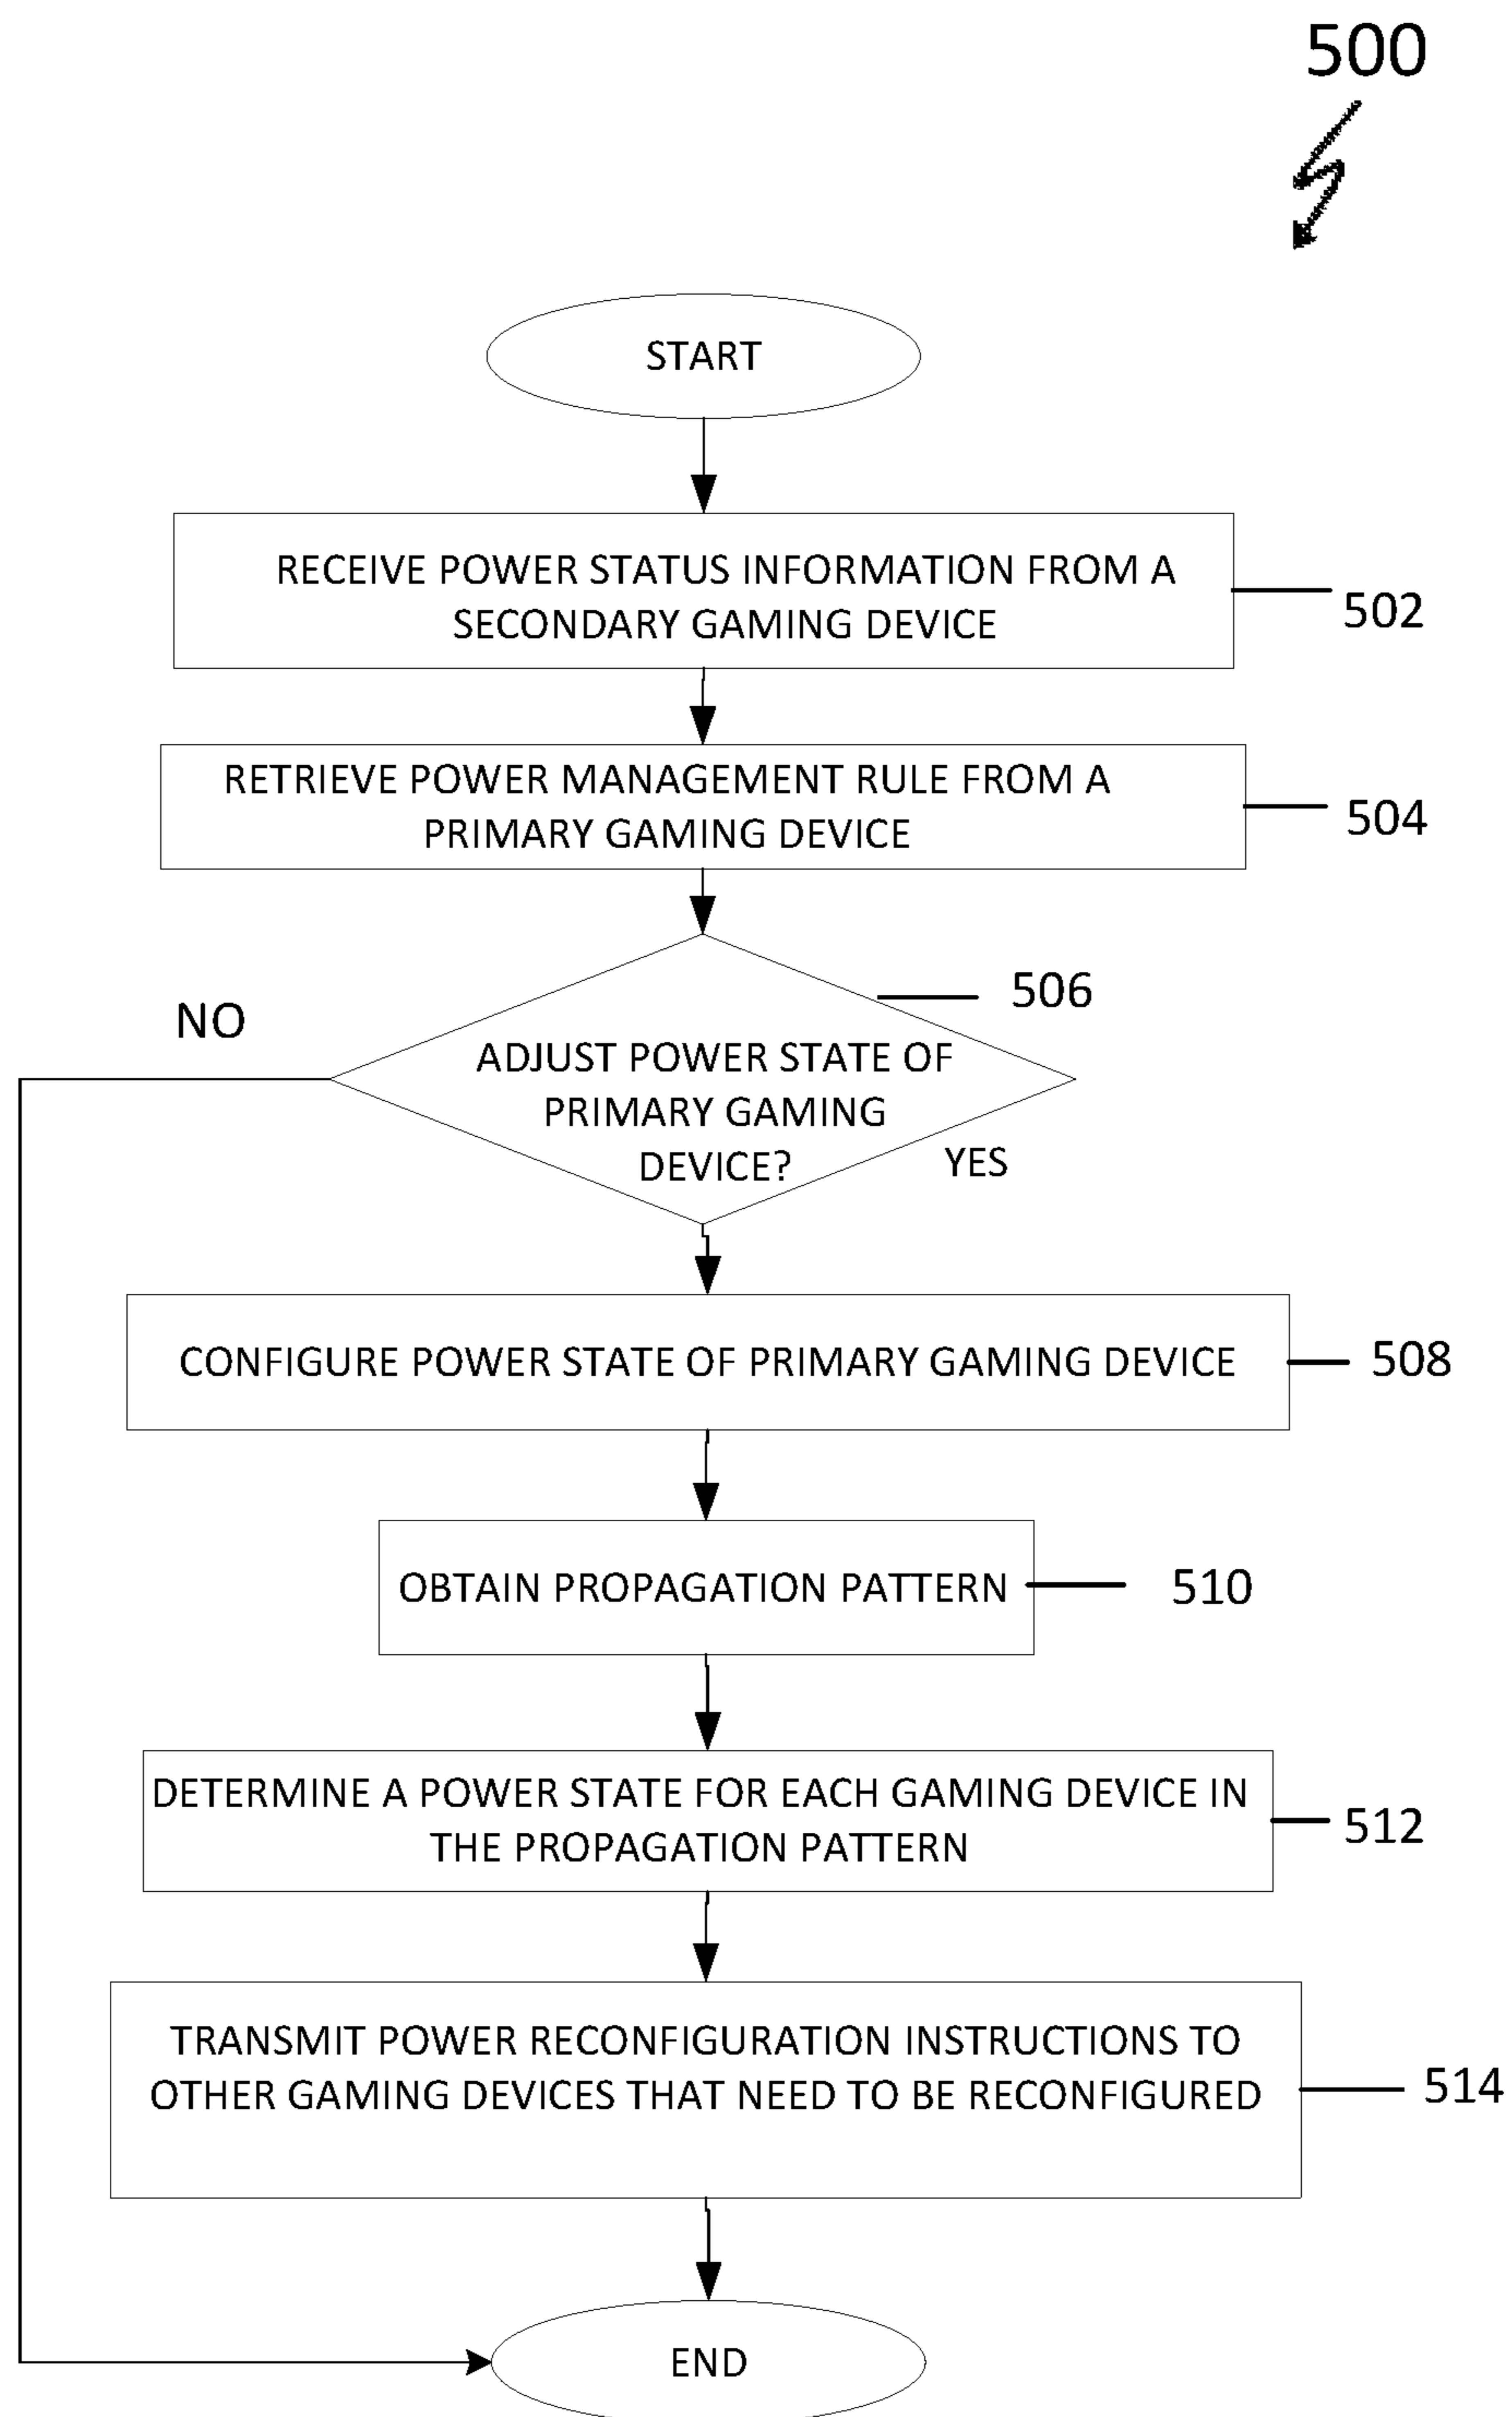 500
START
RECEIVE POWER STATUS INFORMATION FROM A
SECONDARY GAMING DEVICE
502
RETRIEVE POWER MANAGEMENT RULE FROM A
PRIMARY GAMING DEVICE
504
506
NO
ADJUST POWER STATE OF
PRIMARY GAMING
DEVICE?
YES
CONFIGURE POWER STATE OF PRIMARY GAMING DEVICE
508
OBTAIN PROPAGATION PATTERN
510
DETERMINE A POWER STATE FOR EACH GAMING DEVICE IN
THE PROPAGATION PATTERN
512
TRANSMIT POWER RECONFIGURATION INSTRUCTIONS TO
OTHER GAMING DEVICES THAT NEED TO BE RECONFIGURED
514
END